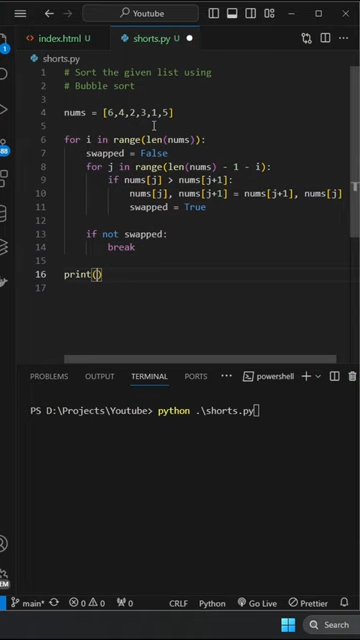 Youtube
index.html U
shorts.py U
shorts.py
1 # Sort the given list using
2 # Bubble sort
3
4 nums = [6,4,2,3,1,5]
5
6 for i in range(len(nums)):
7 swapped = False
8 for j in range(len(nums) - 1 - i):
9 if nums[j] > nums[j+1]:
10 nums[j], nums[j+1] = nums[j+1], nums[j]
11 swapped = True
12
13 if not swapped:
14 break
15
16 print()
17
88
PROBLEMS OUTPUT TERMINAL PORTS powershell
PS D:\Projects\Youtube> python .\shorts.py
main* 0 0 0 CRLF Python Go Live Prettier
Search